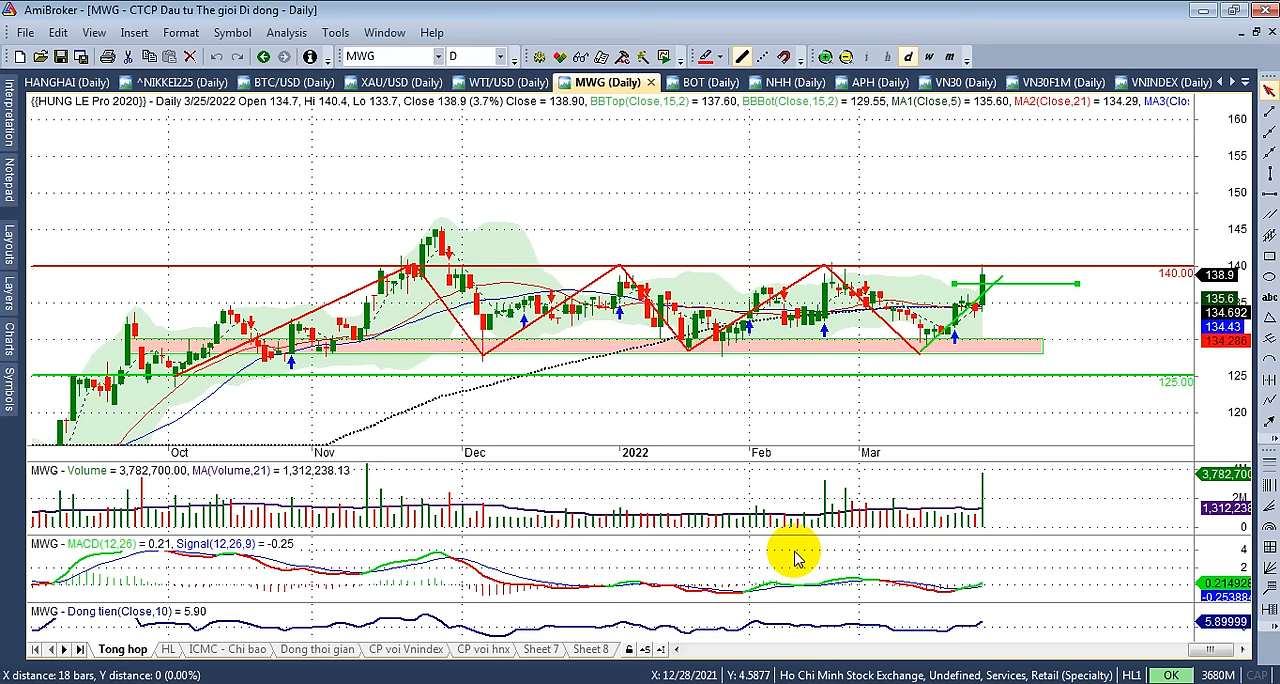 AmiBroker - [MWG - CTCP Dau tu The gioi Di dong - Daily]
File Edit View Insert Format Symbol Analysis Tools Window Help
MWG D i h d w m
HANGHAI (Daily) ^NIKKEI225 (Daily) BTC/USD (Daily) XAU/USD (Daily) WTI/USD (Daily) MWG (Daily) BOT (Daily) NHH (Daily) APH (Daily) VN30 (Daily) VN30F1M (Daily) VNINDEX (Daily)
Interpretation
Notepad
Layouts
Layers
Charts
Symbols
{{HUNG LE Pro 2020}} - Daily 3/25/2022 Open 134.7, Hi 140.4, Lo 133.7, Close 138.9 (3.7%) Close = 138.90, BBTop(Close,15,2) = 137.60, BBBot(Close,15,2) = 129.55, MA1(Close,5) = 135.60, MA2(Close,21) = 134.29, MA3(Clo
160
155
150
145
140
140.00
138.9
135.6
134.692
134.43
134.286
125
125.00
120
abc
Oct Nov Dec 2022 Feb Mar
MWG - Volume = 3,782,700.00, MA(Volume,21) = 1,312,238.13
3,782,700
2M
1,312,238
0
MWG - MACD(12,26) = 0.21, Signal(12,26,9) = -0.25
4
2
0.214928
-0.253884
MWG - Dong tien(Close,10) = 5.90
5.89999
Tong hop HL ICMC - Chi bao Dong thoi gian CP voi Vnindex CP voi hnx Sheet 7 Sheet 8
X distance: 18 bars, Y distance: 0 (0.00%) X: 12/28/2021 Y: 4.5877 Ho Chi Minh Stock Exchange, Undefined, Services, Retail (Specialty) HL1 OK 3680M CAP